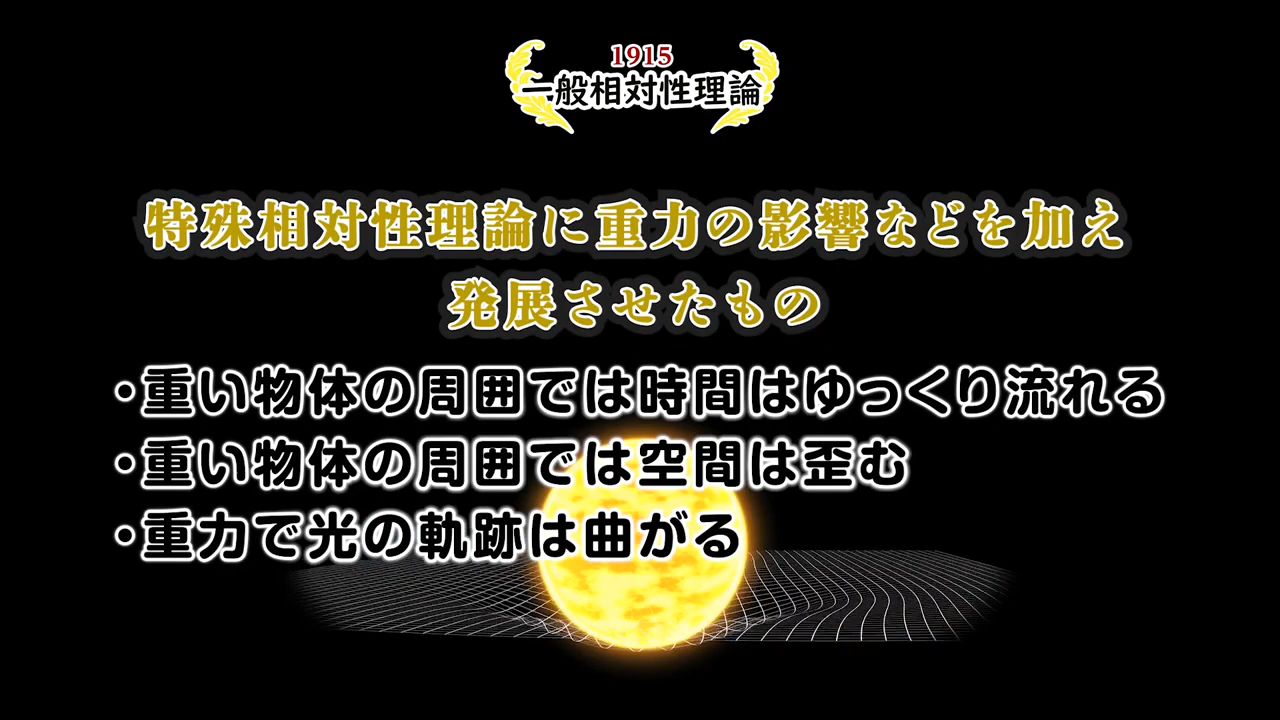 1915
一般相対性理論
特殊相対性理論に重力の影響などを加え
発展させたもの
・重い物体の周囲では時間はゆっくり流れる
・重い物体の周囲では空間は歪む
・重力で光の軌跡は曲がる